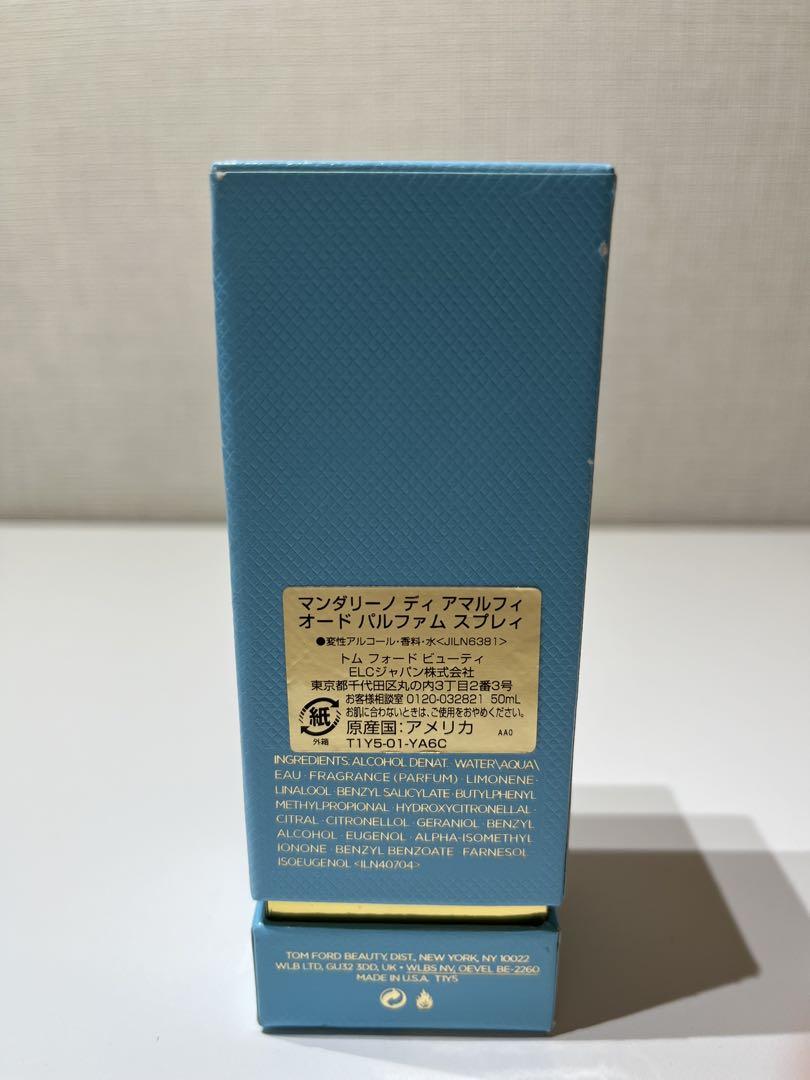 マンダリーノ ディ アマルフィ
オード パルファム スプレィ
●変性アルコール・香料・水<JILN6381>
トム フォード ビューティ
ELCジャパン株式会社
東京都千代田区丸の内3丁目2番3号
お客様相談室 0120-032821 50mL
お肌に合わないときは、ご使用をおやめください。
紙 原産国:アメリカ AA0
外箱 T1Y5-01-YA6C
INGREDIENTS: ALCOHOL DENAT. · WATER\AQUA\
EAU · FRAGRANCE (PARFUM) · LIMONENE ·
LINALOOL · BENZYL SALICYLATE · BUTYLPHENYL
METHYLPROPIONAL · HYDROXYCITRONELLAL ·
CITRAL · CITRONELLOL · GERANIOL · BENZYL
ALCOHOL · EUGENOL · ALPHA-ISOMETHYL
IONONE · BENZYL BENZOATE · FARNESOL ·
ISOEUGENOL <ILN40704>
TOM FORD BEAUTY, DIST., NEW YORK, NY 10022
WLB LTD, GU32 3DD, UK • WLBS NV, OEVEL BE-2260
MADE IN U.S.A. T1Y5